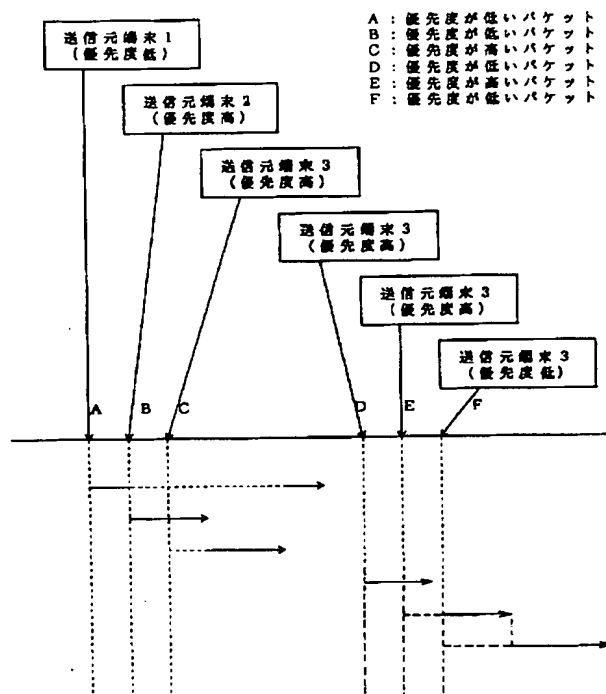 送信元端末1
(優先度低)
送信元端末2
(優先度高)
送信元端末3
(優先度高)
送信元端末3
(優先度高)
送信元端末3
(優先度高)
送信元端末3
(優先度低)
A : 優先度が低いパケット
B : 優先度が低いパケット
C : 優先度が高いパケット
D : 優先度が低いパケット
E : 優先度が高いパケット
F : 優先度が低いパケット
A
B
C
D
E
F